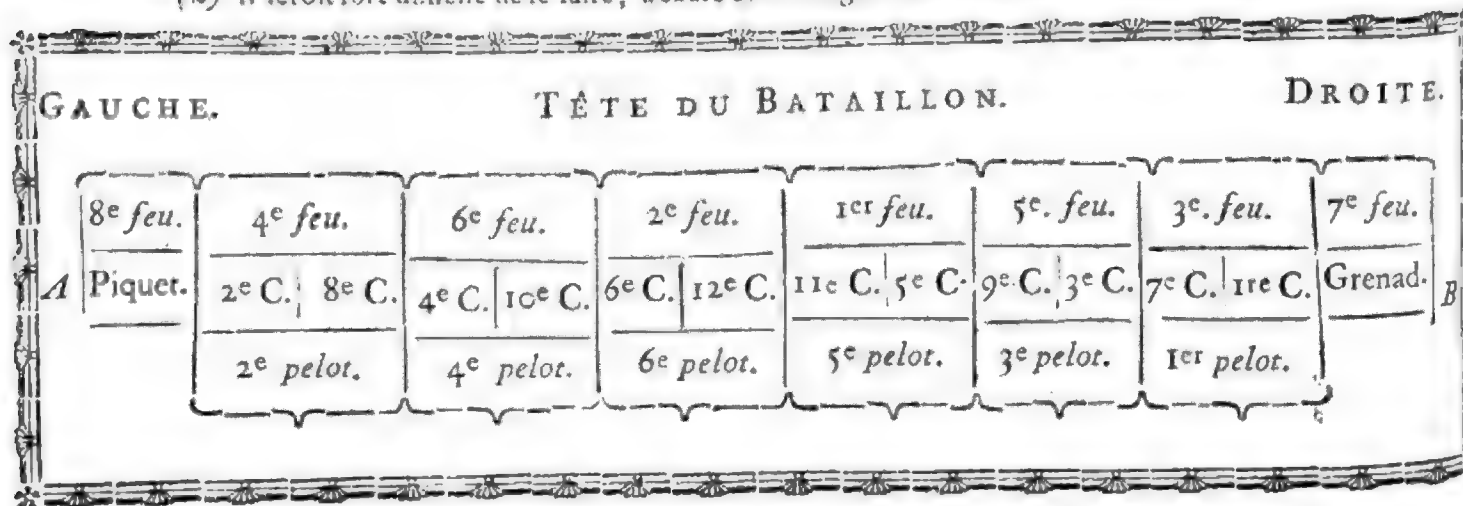 GAUCHE. TÊTE DU BATAILLON. DROITE.
8e feu. 4e feu. 6e feu. 2e feu. 1er feu. 5e. feu. 3e. feu. 7e feu.
A Piquet. 2e C. 8e C. 4e C. 10e C. 6e C. 12e C. 11e C. 5e C. 9e C. 3e C. 7e C. 1re C. Grenad. B
2e pelot. 4e pelot. 6e pelot. 5e pelot. 3e pelot. 1er pelot.